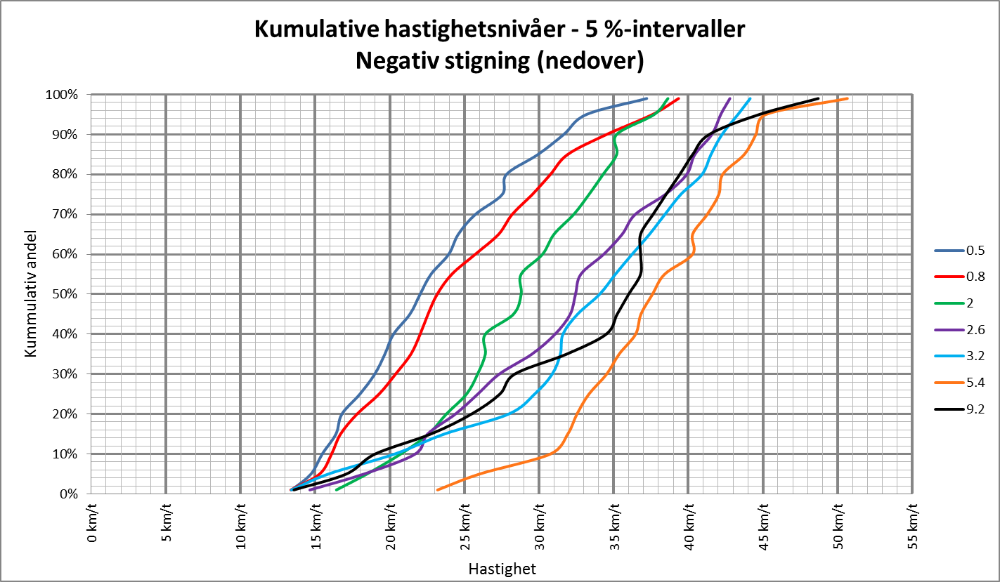 Kumulative hastighetsnivåer - 5 %-intervaller
Negativ stigning (nedover)
Kummulativ andel
100%
90%
80%
70%
60%
50%
40%
30%
20%
10%
0%
0 km/t
5 km/t
10 km/t
15 km/t
20 km/t
25 km/t
30 km/t
35 km/t
40 km/t
45 km/t
50 km/t
55 km/t
Hastighet
0.5
0.8
2
2.6
3.2
5.4
9.2